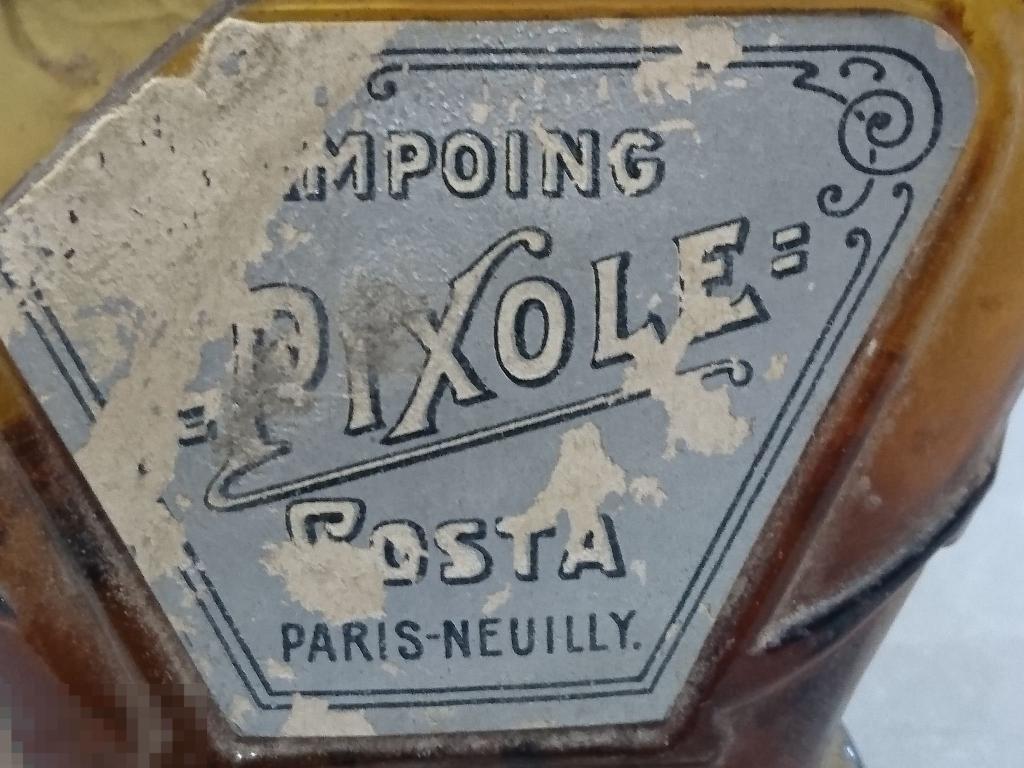 MPOING
=PIXOLE=
COSTA
PARIS-NEUILLY.